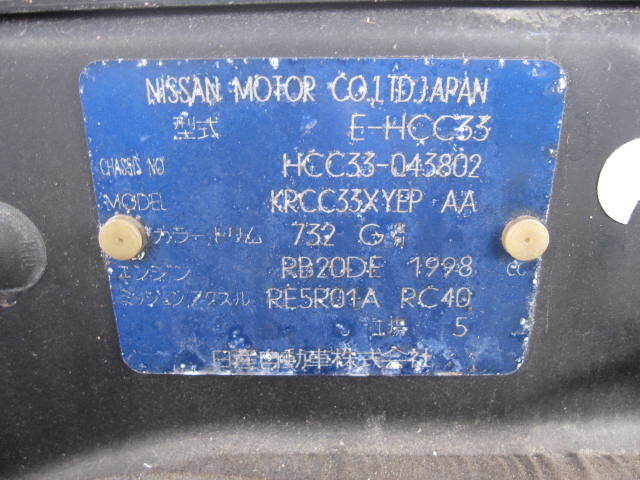 NISSAN MOTOR CO.,LTD.JAPAN
型式 E-HCC33
CHASSIS NO HCC33-043802
MODEL KRCC33XYEP AA
カラー,トリム 732 G
エンジン RB20DE 1998 cc
ミッション,アクスル RE5R01A RC40
工場 5
日産自動車株式会社